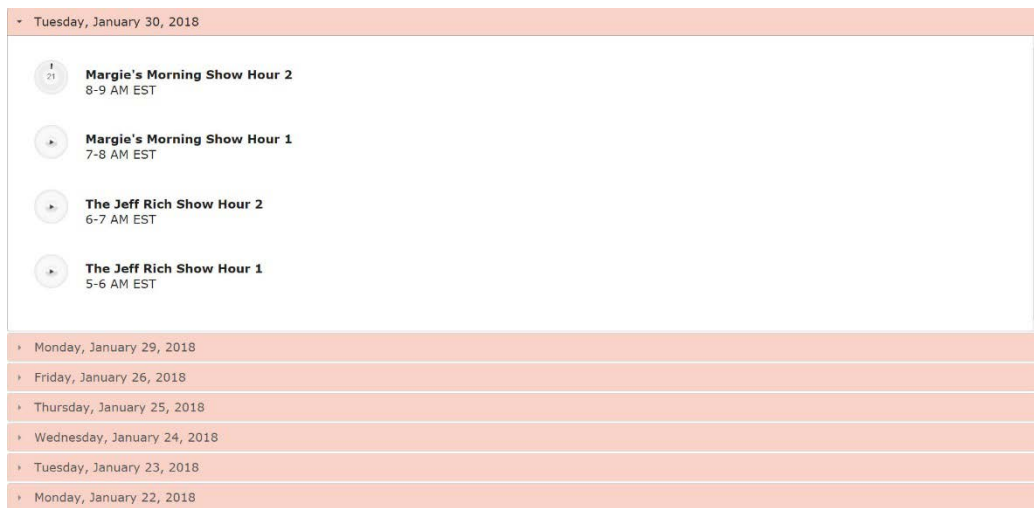 Tuesday, January 30, 2018
21
Margie's Morning Show Hour 2
8-9 AM EST
Margie's Morning Show Hour 1
7-8 AM EST
The Jeff Rich Show Hour 2
6-7 AM EST
The Jeff Rich Show Hour 1
5-6 AM EST
Monday, January 29, 2018
Friday, January 26, 2018
Thursday, January 25, 2018
Wednesday, January 24, 2018
Tuesday, January 23, 2018
Monday, January 22, 2018